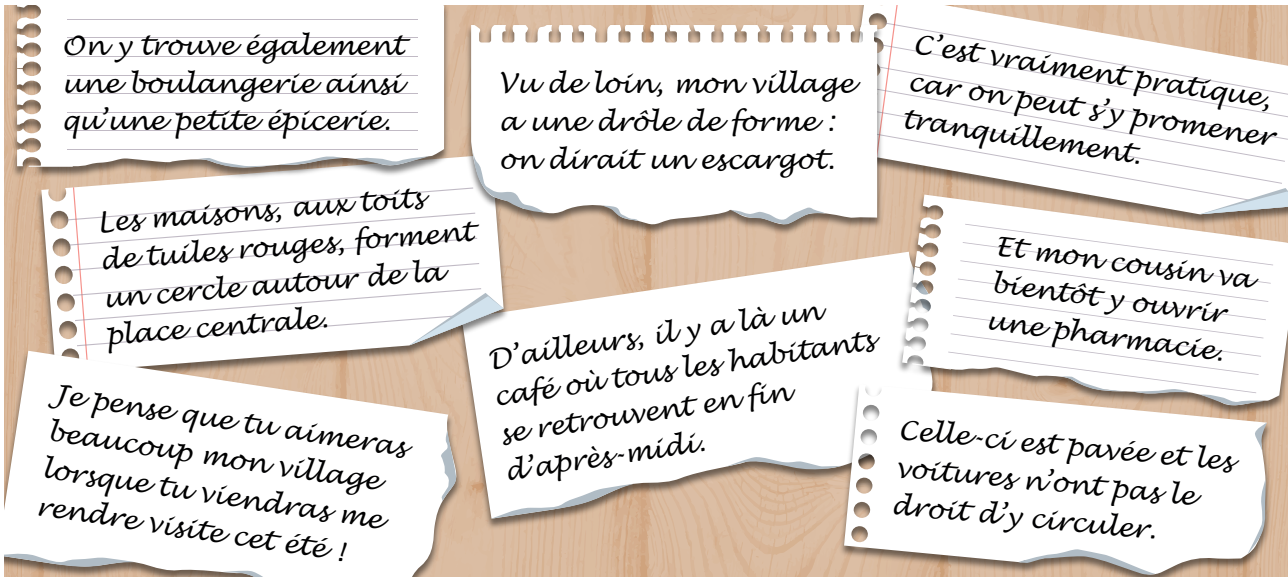 On y trouve également
une boulangerie ainsi
qu'une petite épicerie.
Vu de loin, mon village
a une drôle de forme :
on dirait un escargot.
C'est vraiment pratique,
car on peut s'y promener
tranquillement.
Les maisons, aux toits
de tuiles rouges, forment
un cercle autour de la
place centrale.
D'ailleurs, il y a là un
café où tous les habitants
se retrouvent en fin
d'après-midi.
Et mon cousin va
bientôt y ouvrir
une pharmacie.
Je pense que tu aimeras
beaucoup mon village
lorsque tu viendras me
rendre visite cet été !
Celle-ci est pavée et les
voitures n'ont pas le
droit d'y circuler.